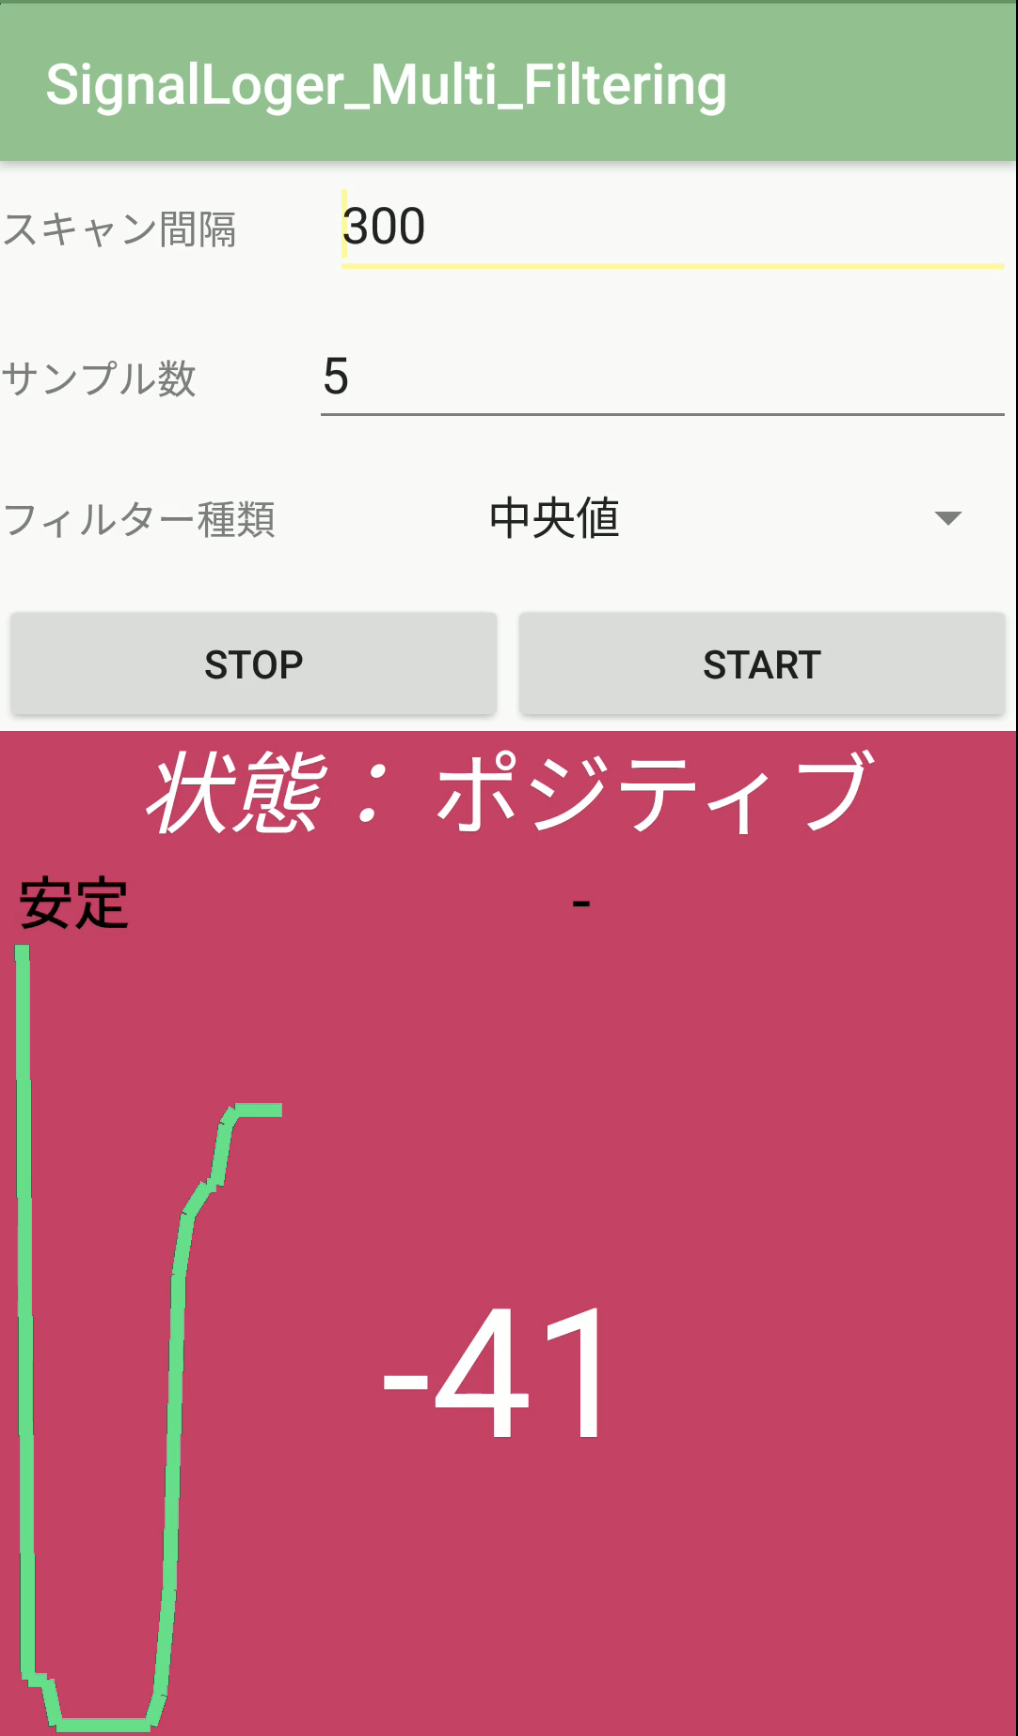 SignalLoger_Multi_Filtering
スキャン間隔 300
サンプル数 5
フィルター種類 中央値
STOP START
状態：ポジティブ
安定 -
-41